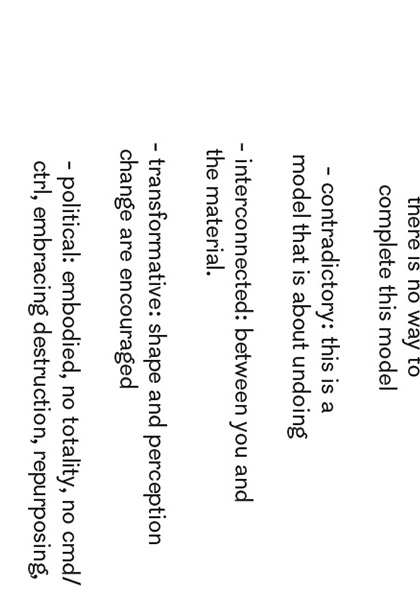 there is no way to
complete this model
- contradictory: this is a
model that is about undoing
- interconnected: between you and
the material.
- transformative: shape and perception
change are encouraged
- political: embodied, no totality, no cmd/
ctrl, embracing destruction, repurposing,